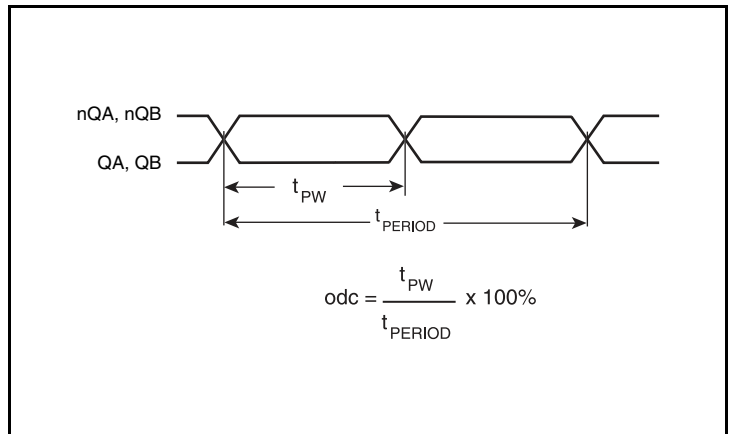 nQA, nQB
QA, QB
tPW
tPERIOD
odc = tPW / tPERIOD x 100%